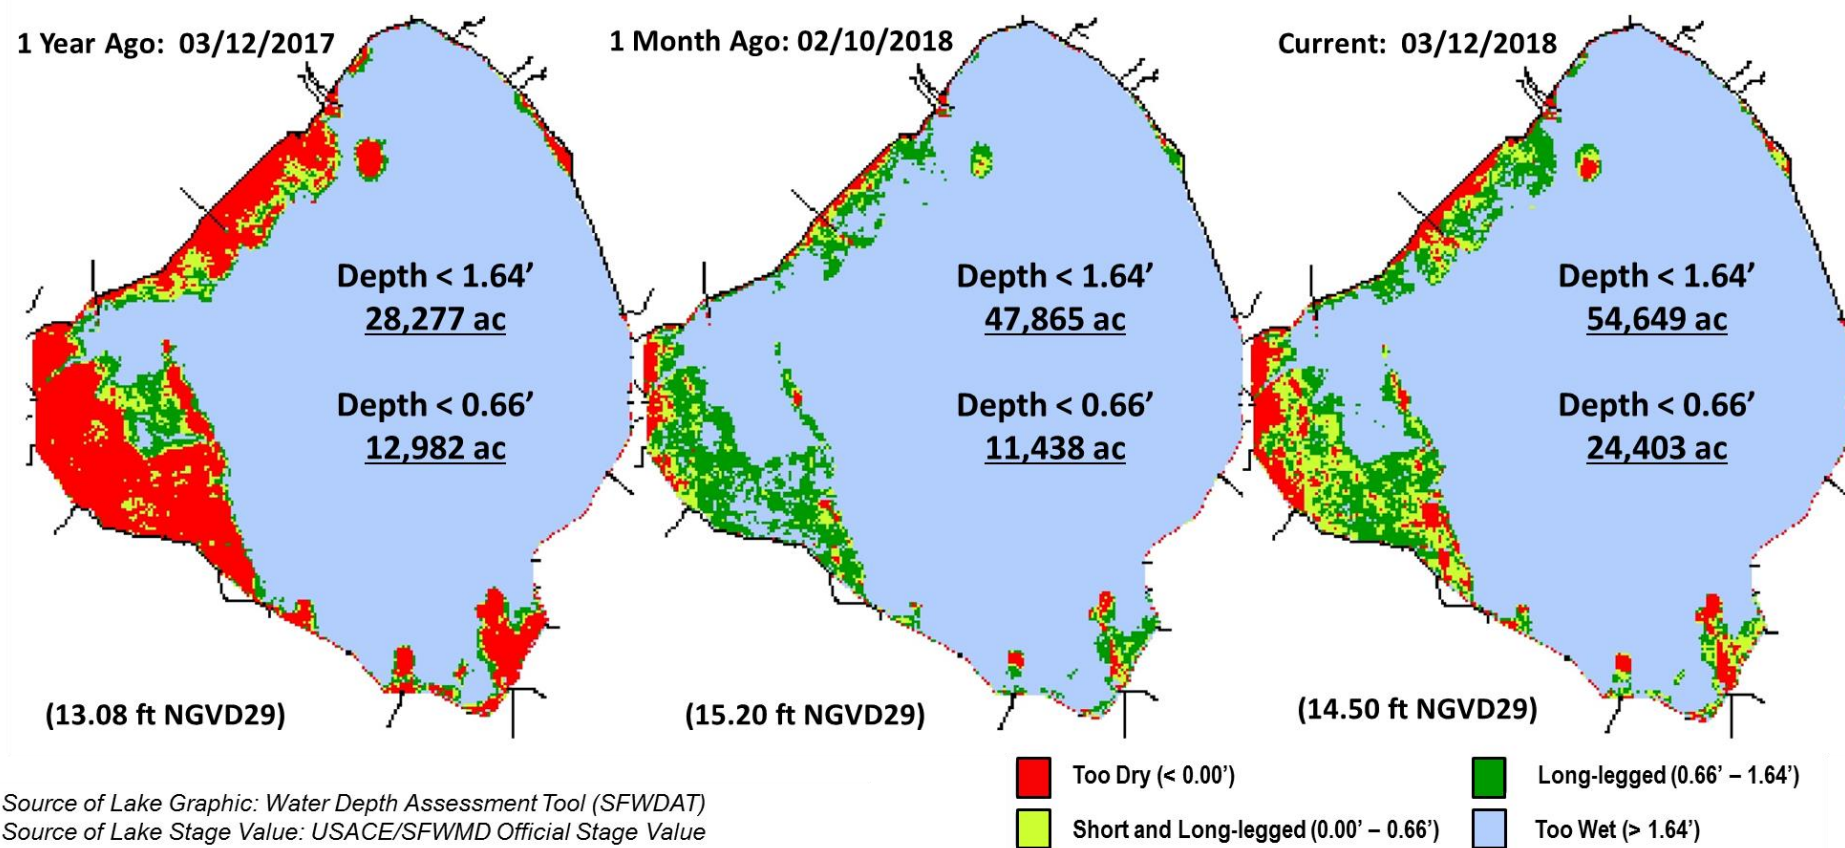 1 Year Ago: 03/12/2017
1 Month Ago: 02/10/2018
Current: 03/12/2018
Depth < 1.64’
28,277 ac
Depth < 0.66’
12,982 ac
Depth < 1.64’
47,865 ac
Depth < 0.66’
11,438 ac
Depth < 1.64’
54,649 ac
Depth < 0.66’
24,403 ac
(13.08 ft NGVD29)
(15.20 ft NGVD29)
(14.50 ft NGVD29)
Too Dry (< 0.00’)
Long-legged (0.66’ – 1.64’)
Short and Long-legged (0.00’ – 0.66’)
Too Wet (> 1.64’)
Source of Lake Graphic: Water Depth Assessment Tool (SFWDAT)
Source of Lake Stage Value: USACE/SFWMD Official Stage Value